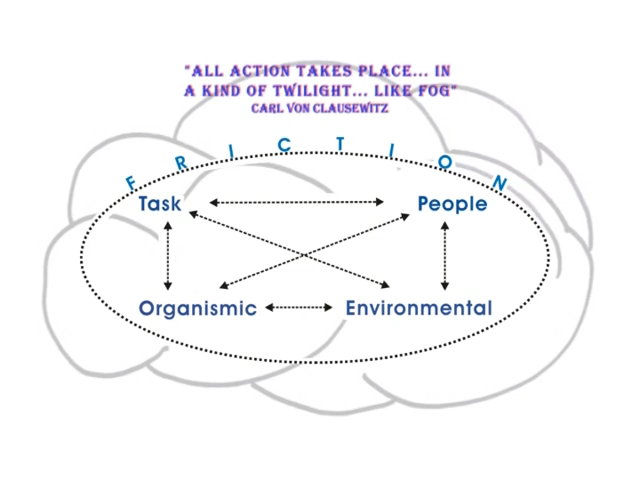 "ALL ACTION TAKES PLACE... IN
A KIND OF TWILIGHT... LIKE FOG"
CARL VON CLAUSEWITZ
FRICTION
Task People
Organismic Environmental